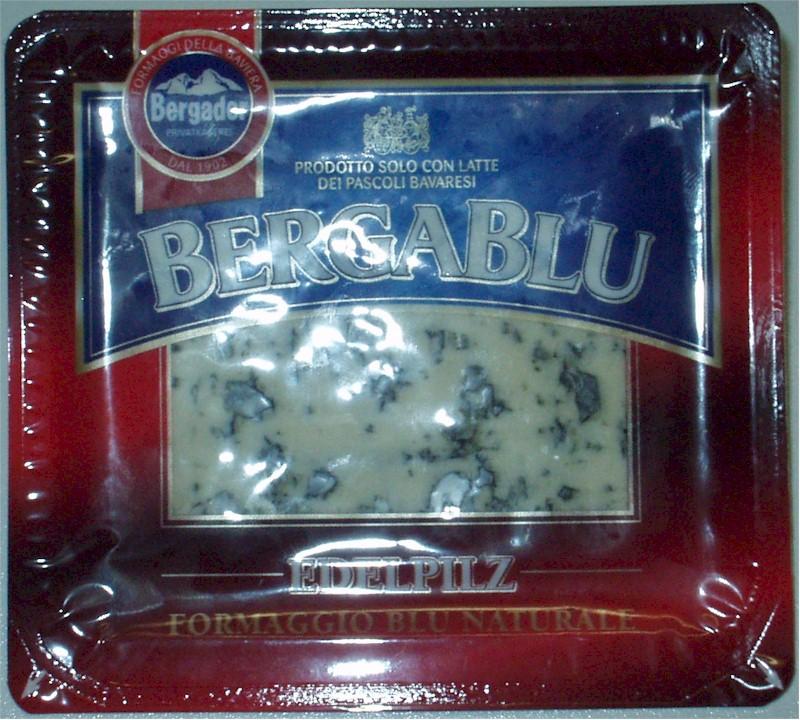 FORMAGGI DELLA BAVIERA
Bergader
PRIVATKÄSEREI
DAL 1902
PRODOTTO SOLO CON LATTE
DEI PASCOLI BAVARESI
BERGABLU
EDELPILZ
FORMAGGIO BLU NATURALE